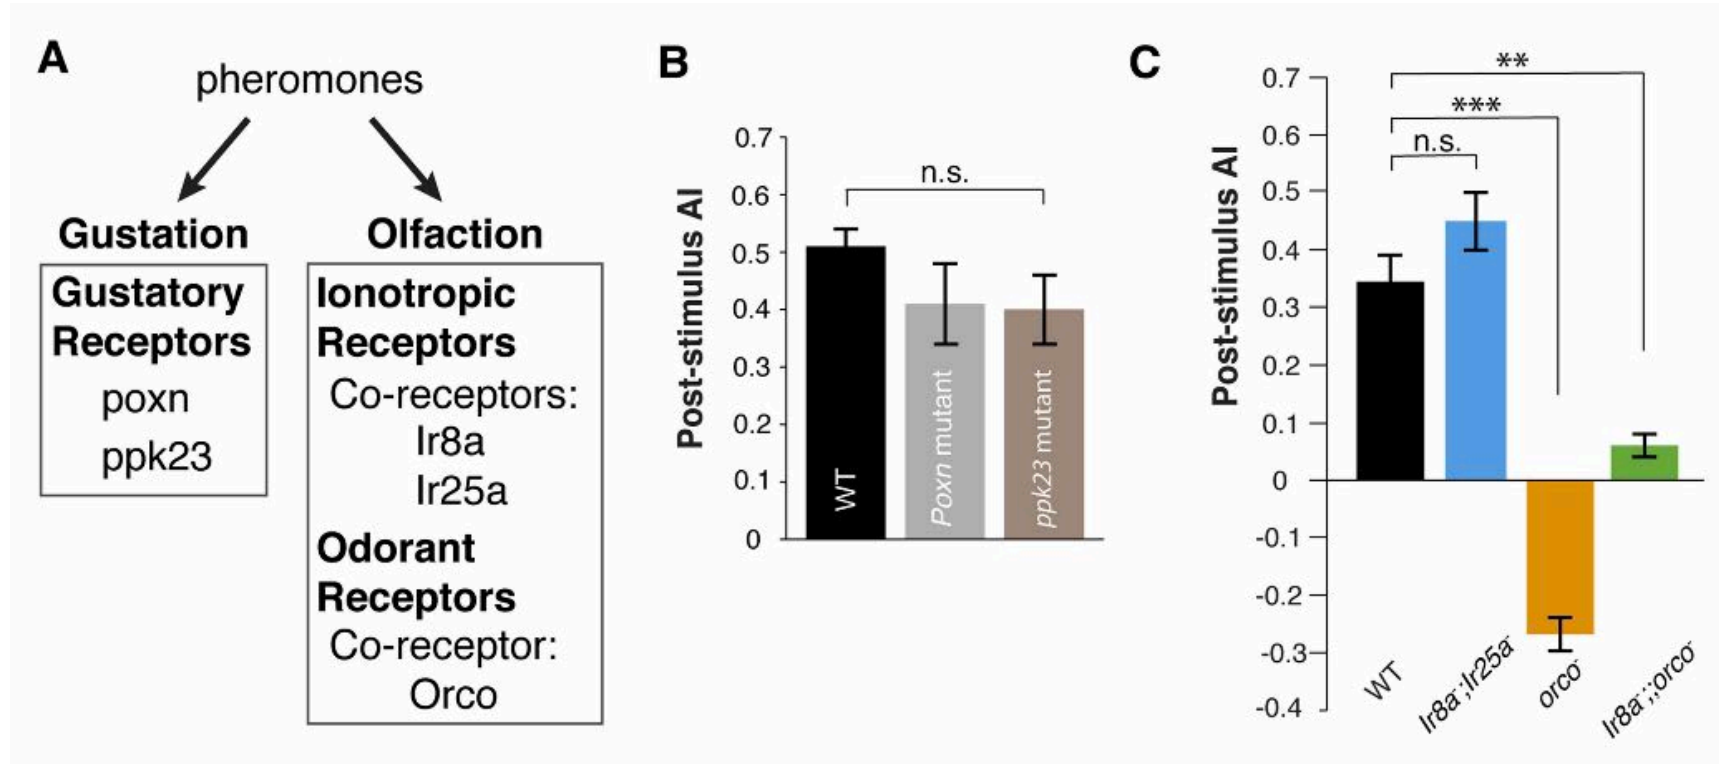 A
pheromones
Gustation
Gustatory
Receptors
poxn
ppk23
Olfaction
Ionotropic
Receptors
Co-receptors:
Ir8a
Ir25a
Odorant
Receptors
Co-receptor:
Orco
B
Post-stimulus AI
0.7
0.6
0.5
0.4
0.3
0.2
0.1
0
n.s.
WT
Poxn mutant
ppk23 mutant
C
Post-stimulus AI
0.7
0.6
0.5
0.4
0.3
0.2
0.1
0
-0.1
-0.2
-0.3
-0.4
**
***
n.s.
WT
Ir8a⁻;Ir25a⁻
orco⁻
Ir8a⁻;;orco⁻